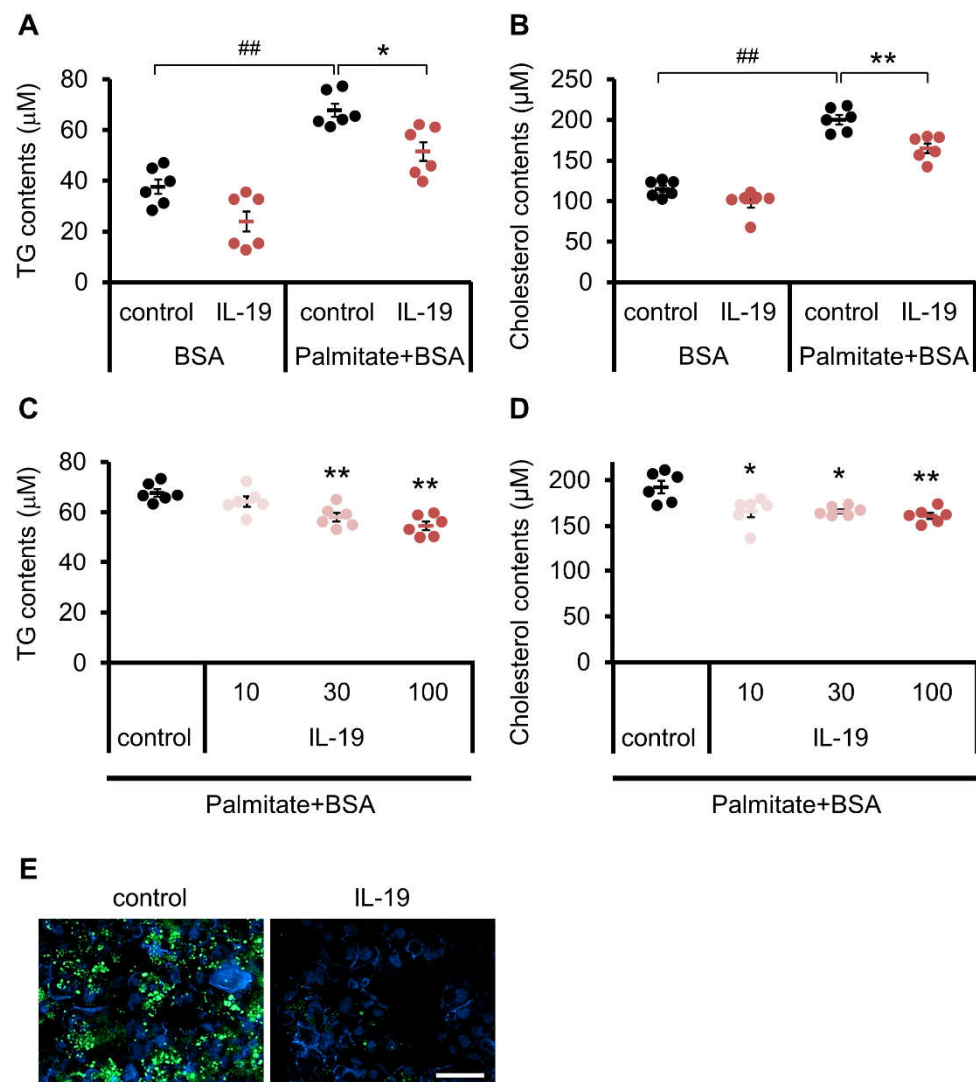 A
TG contents (µM)
80
60
40
20
0
##
*
control IL-19 control IL-19
BSA Palmitate+BSA
B
Cholesterol contents (µM)
250
200
150
100
50
0
##
**
control IL-19 control IL-19
BSA Palmitate+BSA
C
TG contents (µM)
80
60
40
20
0
** **
10 30 100
control IL-19
Palmitate+BSA
D
Cholesterol contents (µM)
200
150
100
50
0
* * **
10 30 100
control IL-19
Palmitate+BSA
E
control IL-19